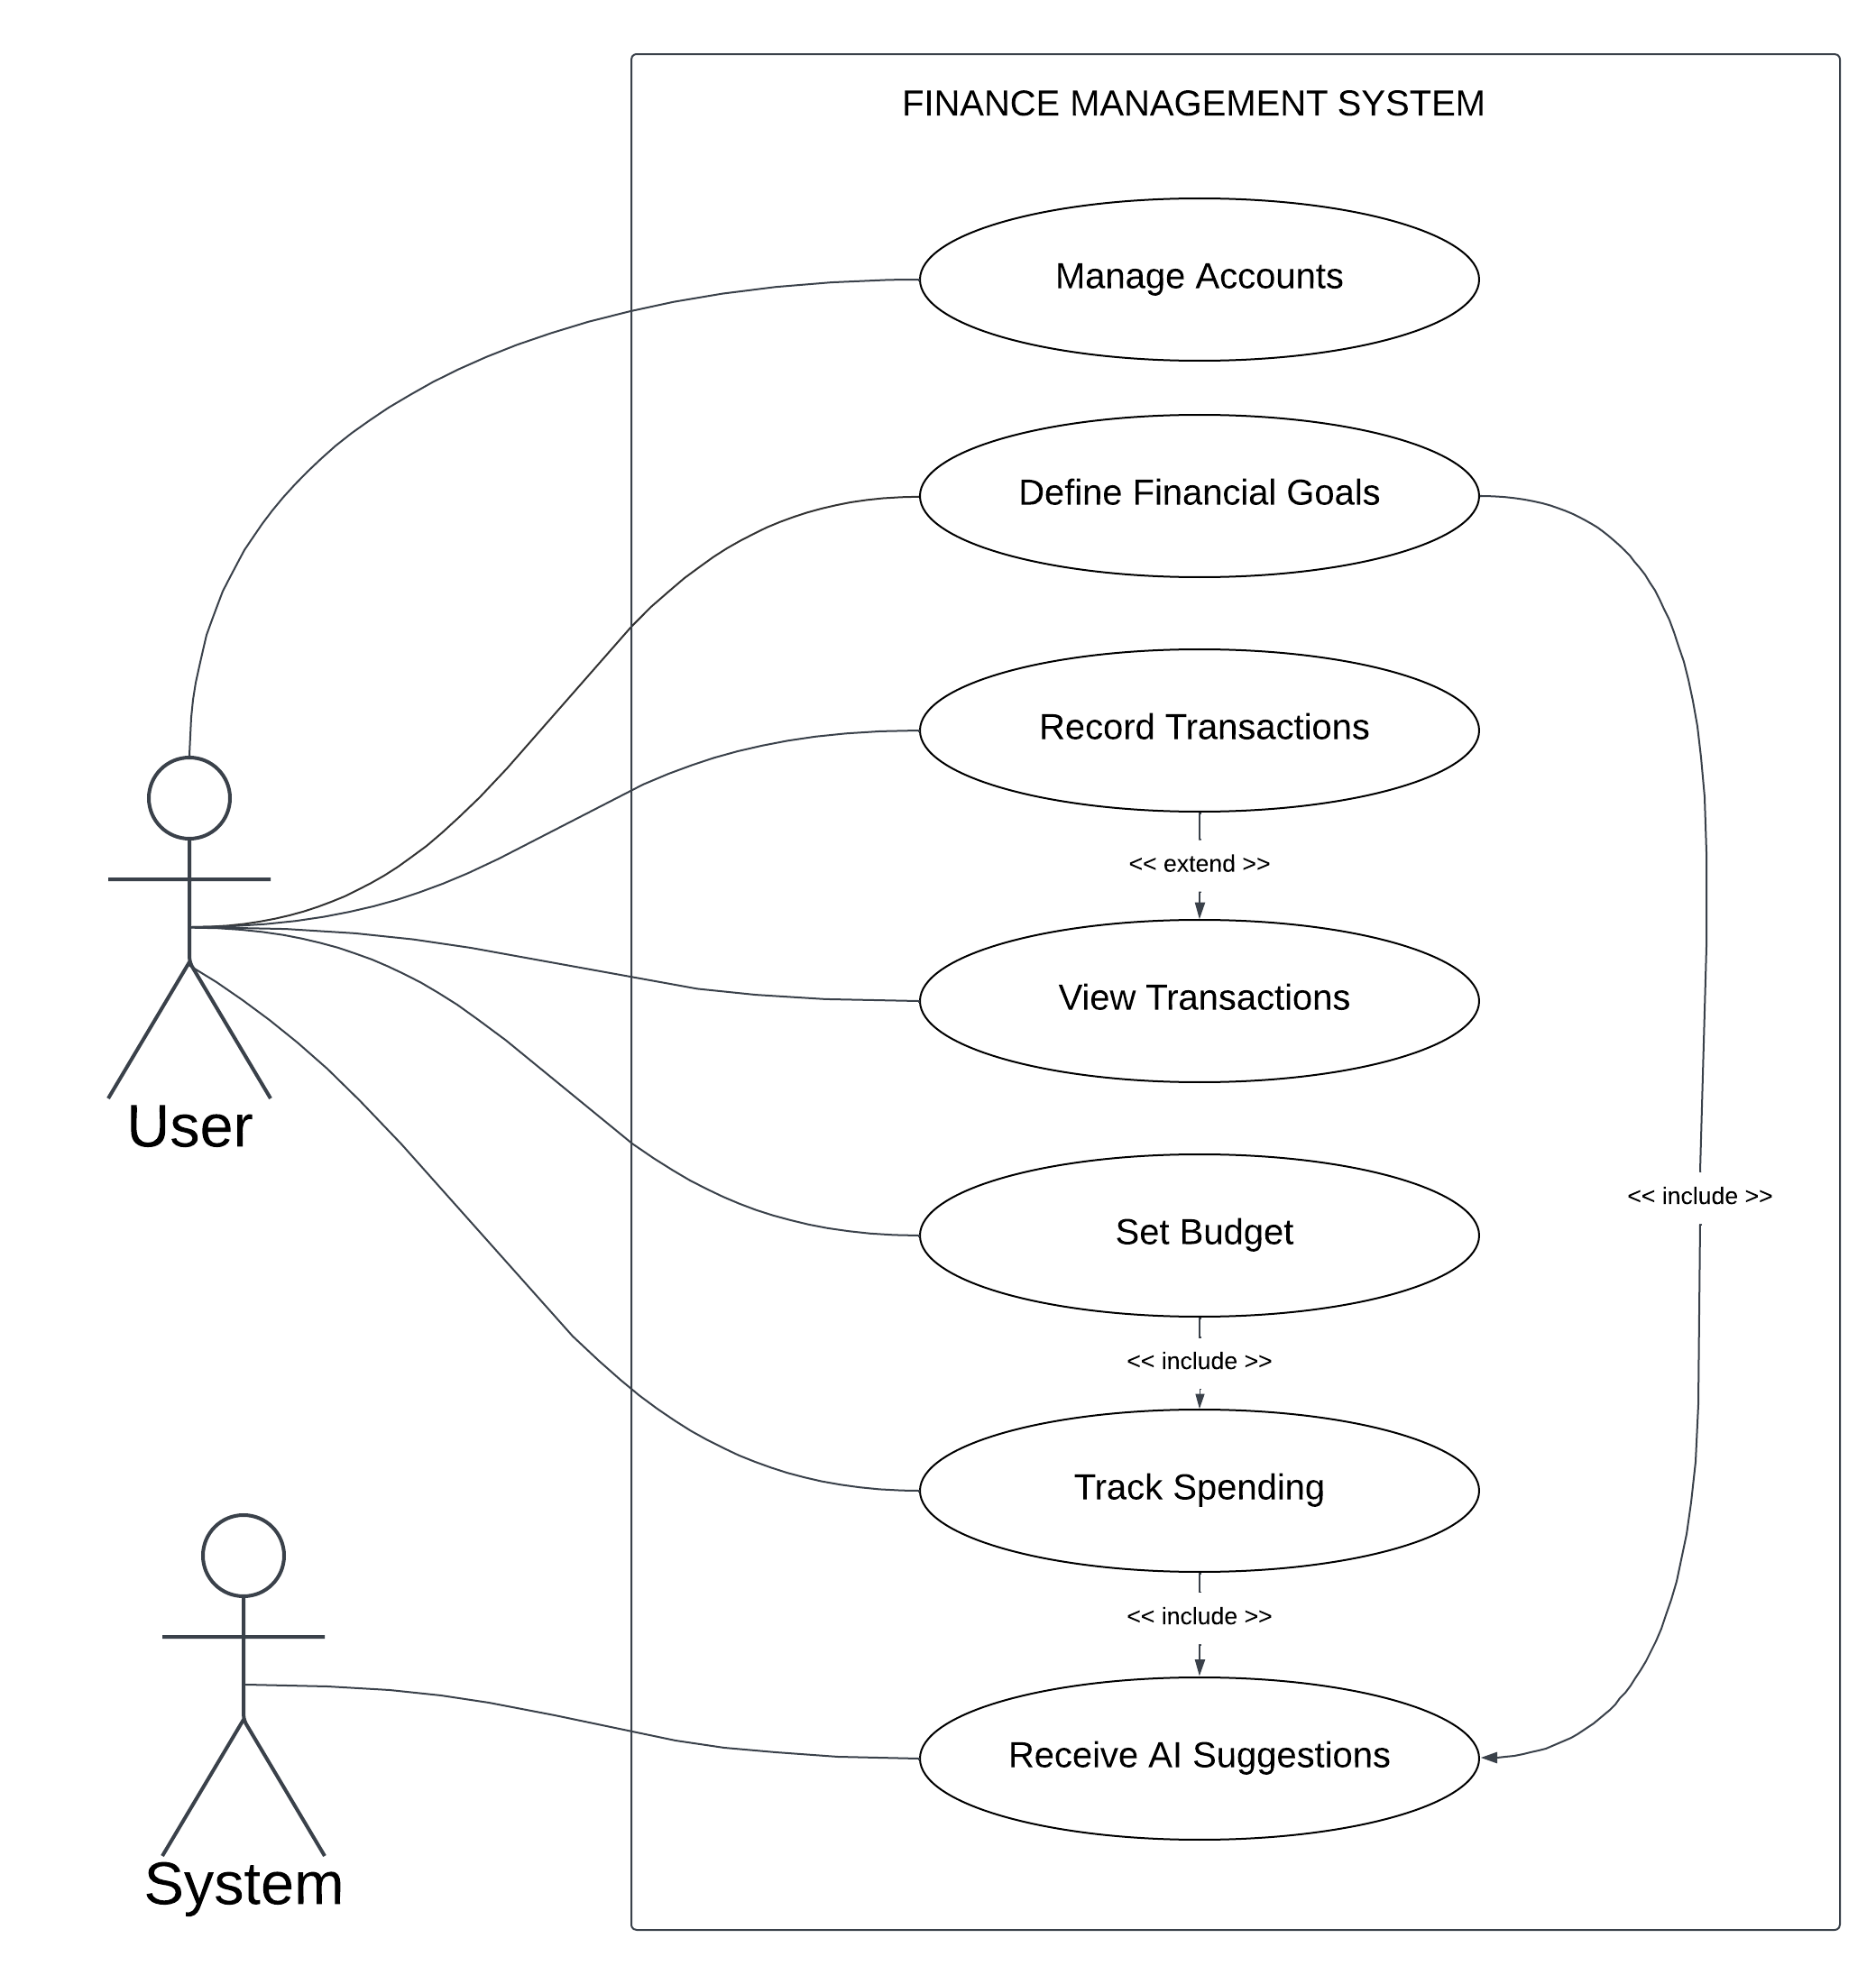 FINANCE MANAGEMENT SYSTEM
Manage Accounts
Define Financial Goals
Record Transactions
<< extend >>
View Transactions
User
<< include >>
Set Budget
<< include >>
Track Spending
<< include >>
Receive AI Suggestions
System